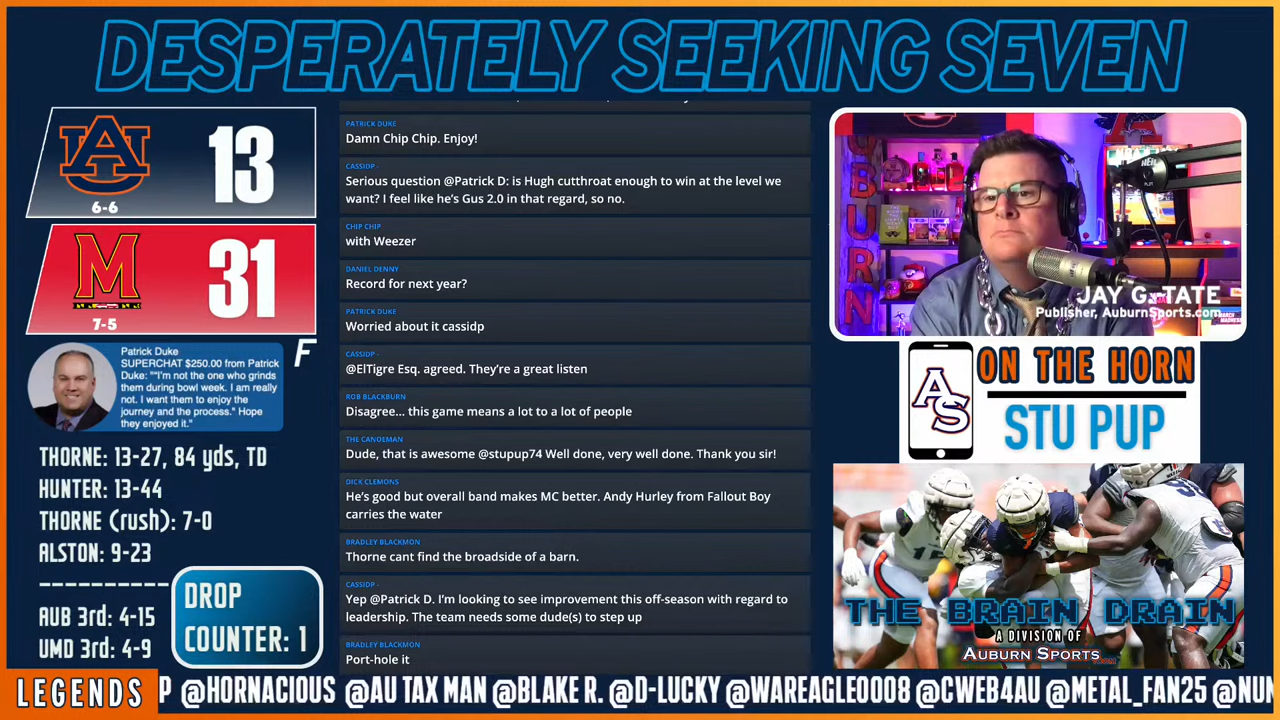 DESPERATELY SEEKING SEVEN
13
6-6
31
7-5
F
Patrick Duke
SUPERCHAT $250.00 from Patrick
Duke: ""I'm not the one who grinds
them during bowl week. I am really
not. I want them to enjoy the
journey and the process." Hope
they enjoyed it."
THORNE: 13-27, 84 yds, TD
HUNTER: 13-44
THORNE (rush): 7-0
ALSTON: 9-23
-----------
AUB 3rd: 4-15
UMD 3rd: 4-9
DROP
COUNTER: 1
PATRICK DUKE
Damn Chip Chip. Enjoy!
CASSIDP -
Serious question @Patrick D: is Hugh cutthroat enough to win at the level we
want? I feel like he's Gus 2.0 in that regard, so no.
CHIP CHIP
with Weezer
DANIEL DENNY
Record for next year?
PATRICK DUKE
Worried about it cassidp
CASSIDP -
@ElTigre Esq. agreed. They're a great listen
ROB BLACKBURN
Disagree... this game means a lot to a lot of people
THE CANOEMAN
Dude, that is awesome @stupup74 Well done, very well done. Thank you sir!
DICK CLEMONS
He's good but overall band makes MC better. Andy Hurley from Fallout Boy
carries the water
BRADLEY BLACKMON
Thorne cant find the broadside of a barn.
CASSIDP -
Yep @Patrick D. I'm looking to see improvement this off-season with regard to
leadership. The team needs some dude(s) to step up
BRADLEY BLACKMON
Port-hole it
JAY G. TATE
Publisher, AuburnSports.com
AS
ON THE HORN
STU PUP
THE BRAIN DRAIN
A DIVISION OF
AUBURN SPORTS.COM
LEGENDS
P @HORNACIOUS @AU TAX MAN @BLAKE R. @D-LUCKY @WAREAGLE0008 @CWEB4AU @METAL_FAN25 @NUN